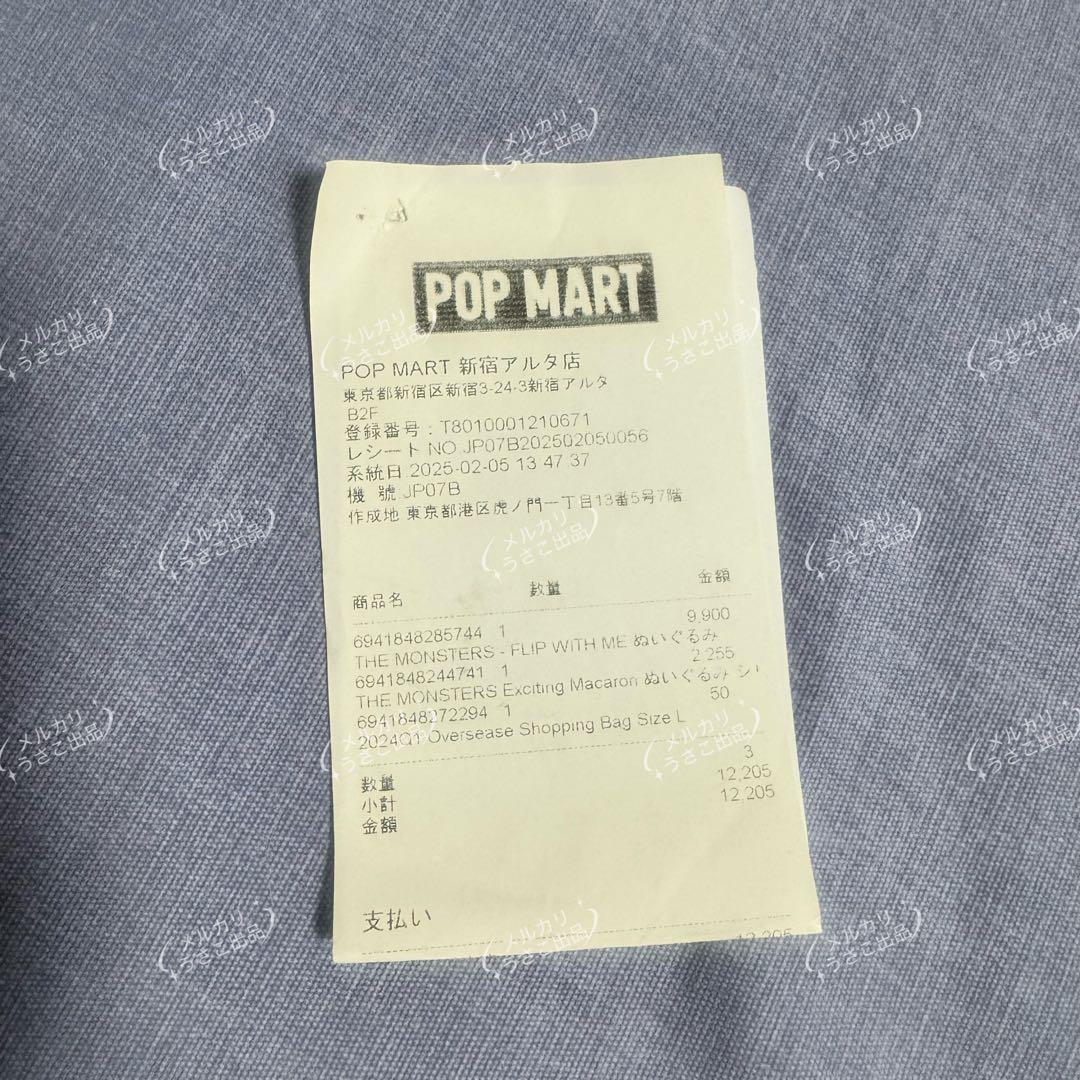 POP MART
POP MART 新宿アルタ店
東京都新宿区新宿3-24-3新宿アルタ
B2F
登録番号：T8010001210671
レシート NO.JP07B202502050056
系統日.2025-02-05 13 47 37
機 號.JP07B
作成地 東京都港区虎ノ門一丁目13番5号7階
商品名 数量 金額
6941848285744 1 9,900
THE MONSTERS - FLIP WITH ME ぬいぐるみ
6941848244741 1 2,255
THE MONSTERS Exciting Macaron ぬいぐるみ シ
6941848272294 1 50
2024Q1 Oversease Shopping Bag Size L
数量 3
小計 12,205
金額 12,205
支払い
12,205
メルカリ
うさこ出品